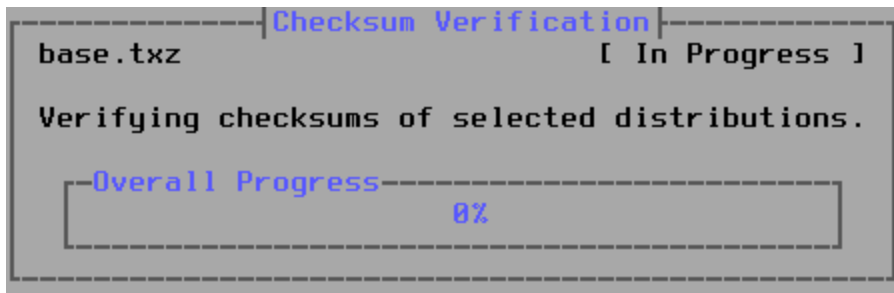 Checksum Verification
base.txz [ In Progress ]
Verifying checksums of selected distributions.
Overall Progress
0%